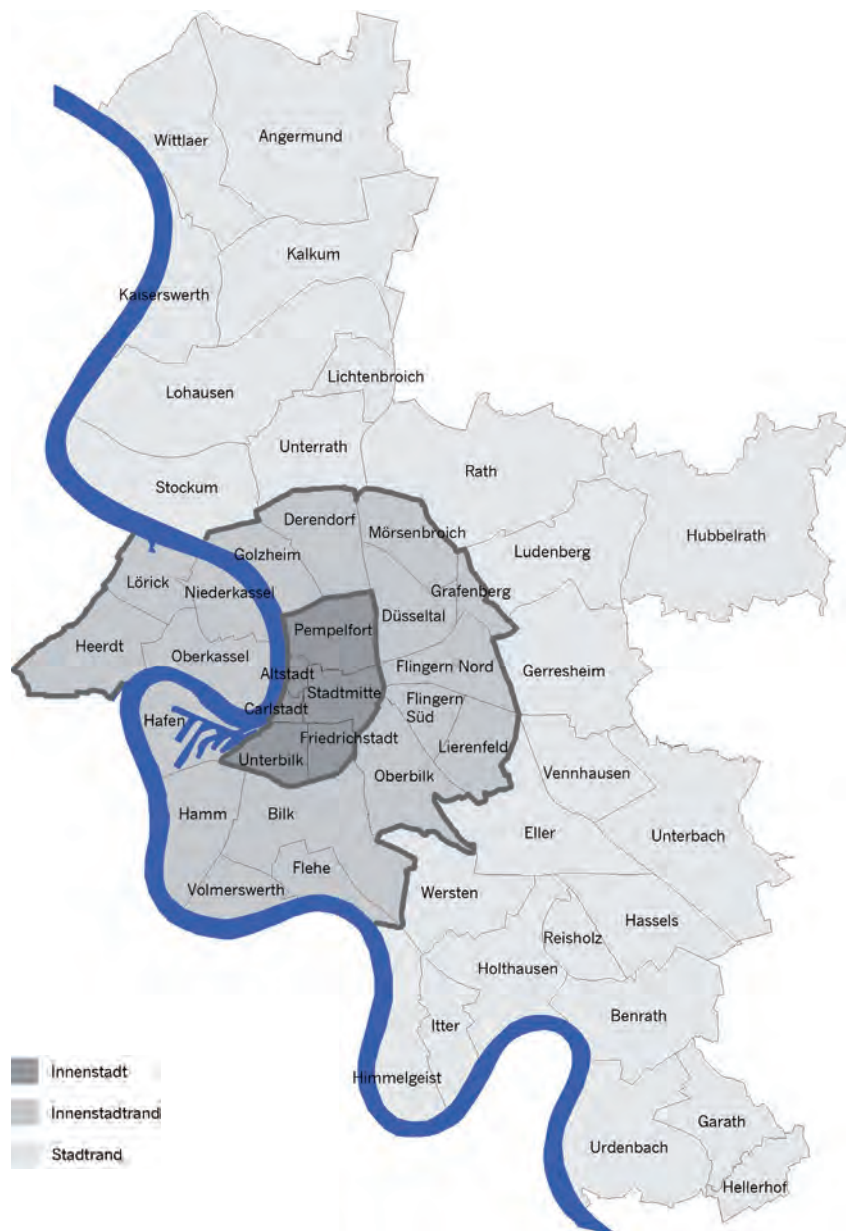 Wittlaer
Angermund
Kalkum
Kaiserswerth
Lichtenbroich
Lohausen
Unterrath
Rath
Stockum
Hubbelrath
Derendorf
Mörsenbroich
Golzheim
Ludenberg
Lörick
Niederkassel
Grafenberg
Düsseltal
Pempelfort
Heerdt
Oberkassel
Flingern Nord
Gerresheim
Altstadt
Stadtmitte
Flingern
Süd
Carlstadt
Hafen
Friedrichstadt
Lierenfeld
Unterbilk
Oberbilk
Vennhausen
Hamm
Bilk
Eller
Unterbach
Flehe
Volmerswerth
Wersten
Hassels
Reisholz
Holthausen
Benrath
Itter
Himmelgeist
Garath
Urdenbach
Hellerhof
Innenstadt
Innenstadtrand
Stadtrand